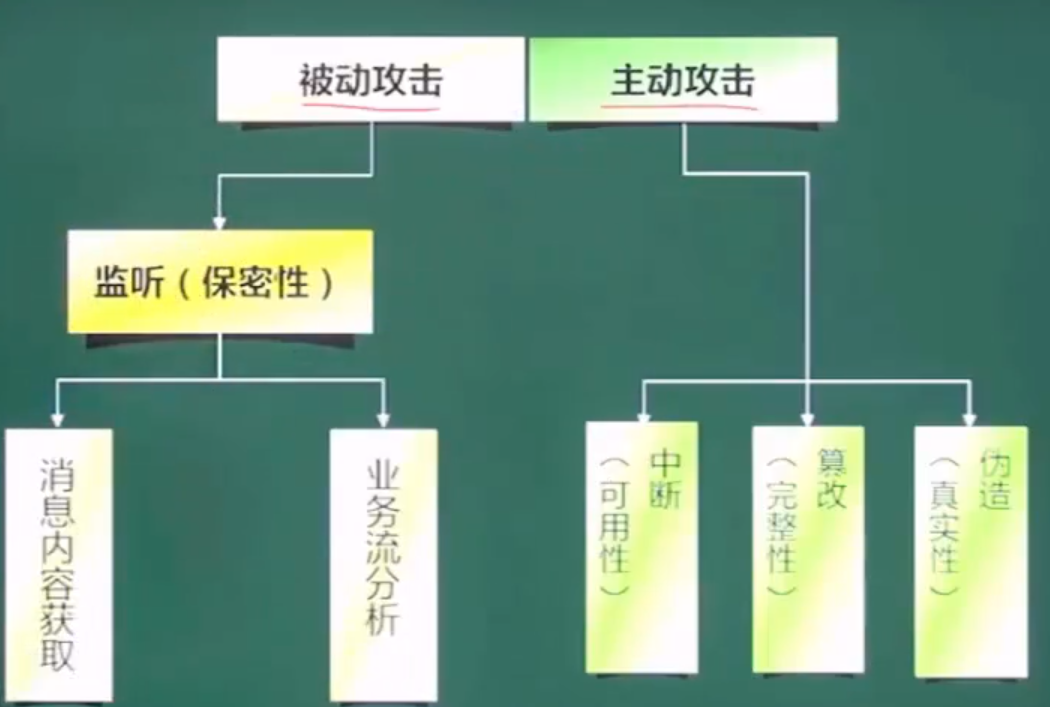 被动攻击
主动攻击
监听（保密性）
消息内容获取
业务流分析
中断
（可用性）
篡改
（完整性）
伪造
（真实性）